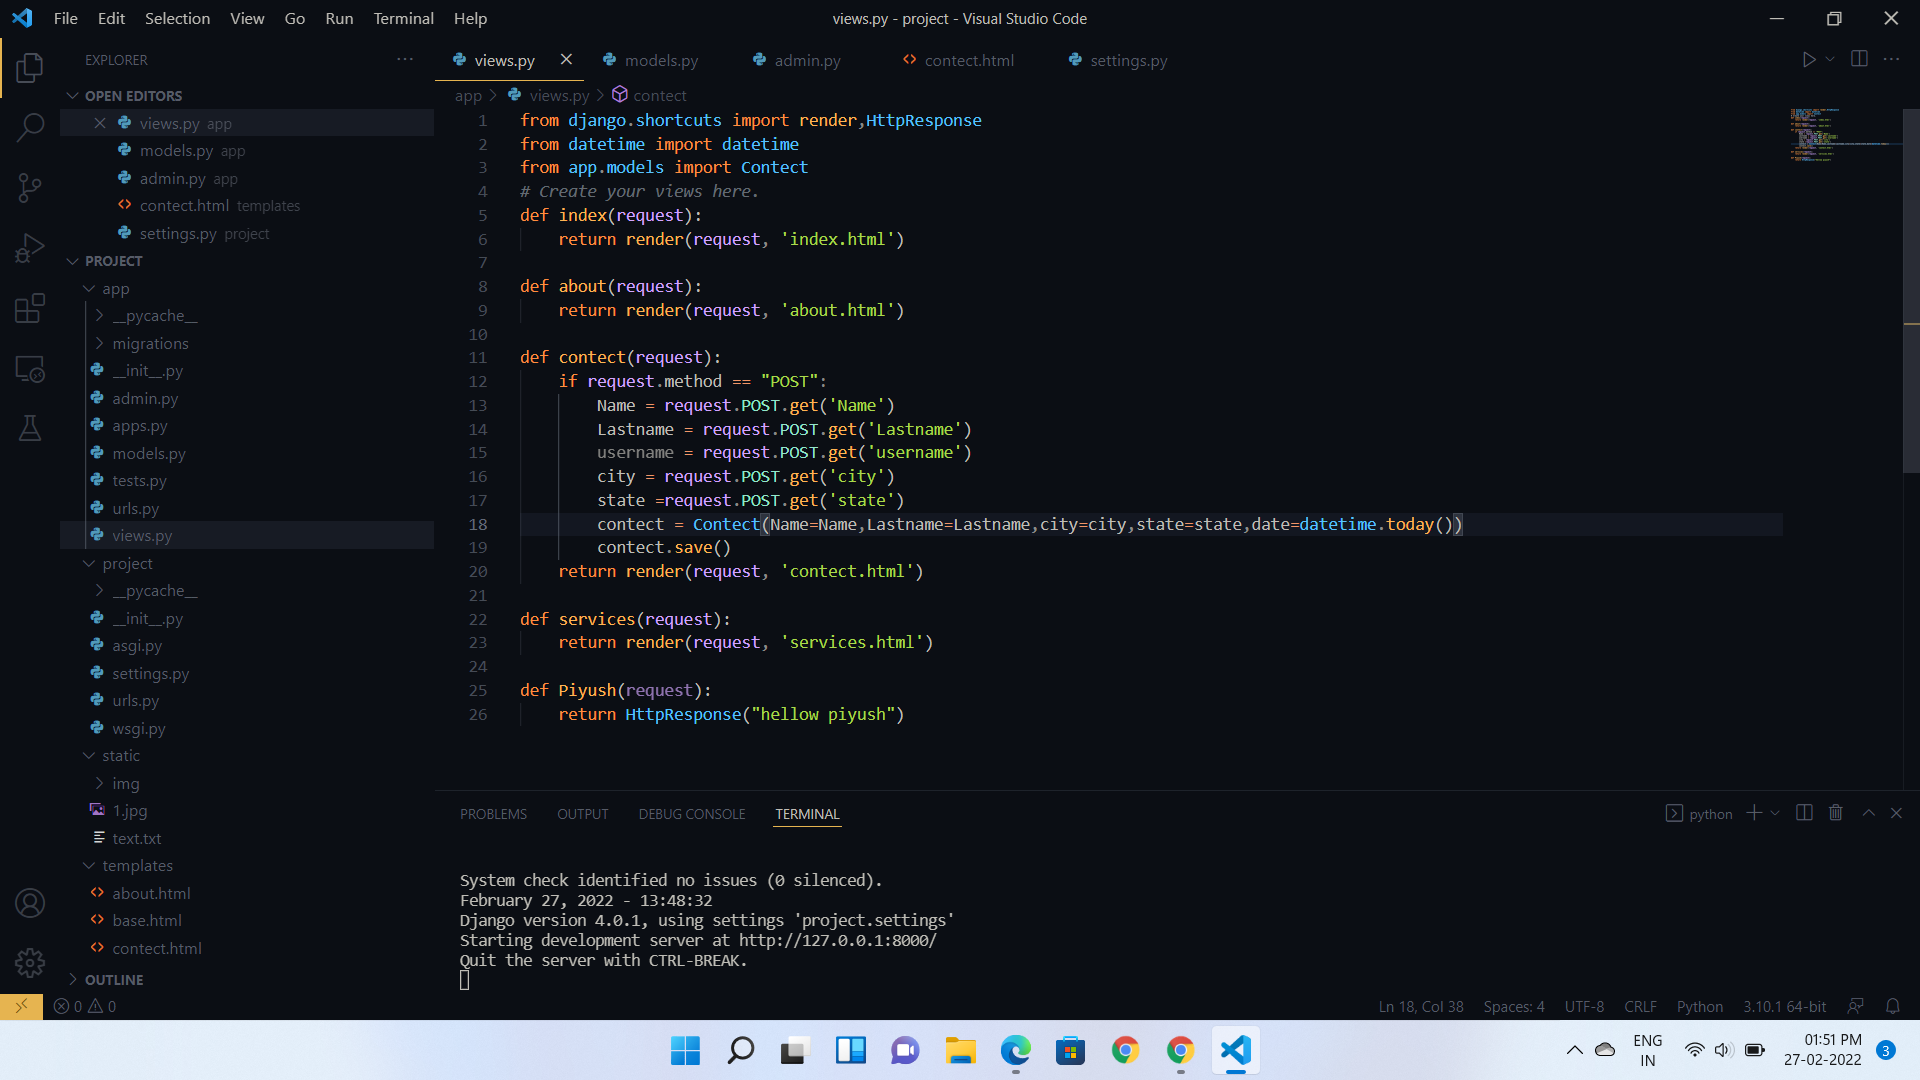 File Edit Selection View Go Run Terminal Help
views.py - project - Visual Studio Code
EXPLORER
OPEN EDITORS
views.py app
models.py app
admin.py app
contect.html templates
settings.py project
PROJECT
app
__pycache__
migrations
__init__.py
admin.py
apps.py
models.py
tests.py
urls.py
views.py
project
__pycache__
__init__.py
asgi.py
settings.py
urls.py
wsgi.py
static
img
1.jpg
text.txt
templates
about.html
base.html
contect.html
OUTLINE
views.py models.py admin.py contect.html settings.py
app > views.py > contect
1 from django.shortcuts import render,HttpResponse
2 from datetime import datetime
3 from app.models import Contect
4 # Create your views here.
5 def index(request):
6     return render(request, 'index.html')
7
8 def about(request):
9     return render(request, 'about.html')
10
11 def contect(request):
12     if request.method == "POST":
13         Name = request.POST.get('Name')
14         Lastname = request.POST.get('Lastname')
15         username = request.POST.get('username')
16         city = request.POST.get('city')
17         state =request.POST.get('state')
18         contect = Contect(Name=Name,Lastname=Lastname,city=city,state=state,date=datetime.today())
19         contect.save()
20     return render(request, 'contect.html')
21
22 def services(request):
23     return render(request, 'services.html')
24
25 def Piyush(request):
26     return HttpResponse("hellow piyush")
PROBLEMS OUTPUT DEBUG CONSOLE TERMINAL
python
System check identified no issues (0 silenced).
February 27, 2022 - 13:48:32
Django version 4.0.1, using settings 'project.settings'
Starting development server at http://127.0.0.1:8000/
Quit the server with CTRL-BREAK.
0 0
Ln 18, Col 38 Spaces: 4 UTF-8 CRLF Python 3.10.1 64-bit
ENG
IN
01:51 PM
27-02-2022
3